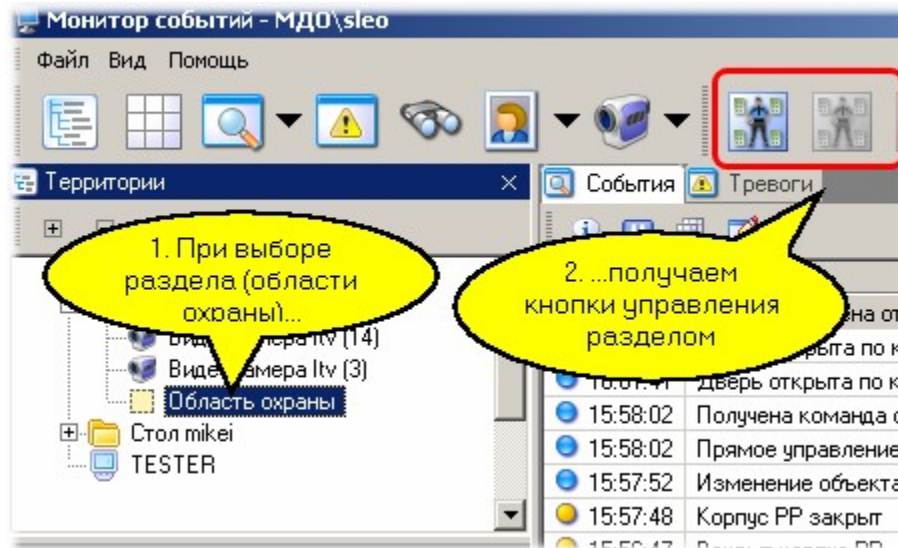 Монитор событий - МДО\sleo
Файл Вид Помощь
Территории
События Тревоги
1. При выборе
раздела (области
охраны)...
2. ...получаем
кнопки управления
разделом
Itv (14)
Itv (3)
Область охраны
Стол mikei
TESTER
Дверь открыта по к
15:58:02 Получена команда
15:58:02 Прямое управление
15:57:52 Изменение объекта
15:57:48 Корпус РР закрыт